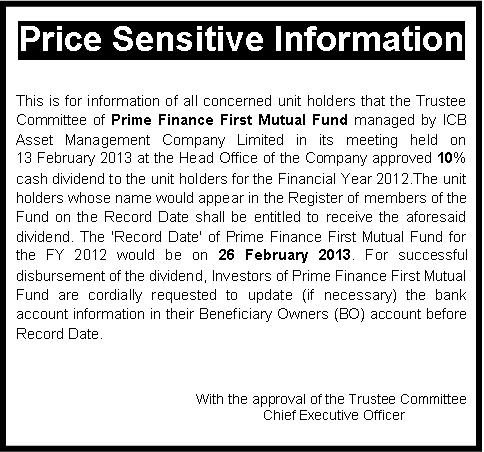 Price Sensitive Information
This is for information of all concerned unit holders that the Trustee
Committee of Prime Finance First Mutual Fund managed by ICB
Asset Management Company Limited in its meeting held on
13 February 2013 at the Head Office of the Company approved 10%
cash dividend to the unit holders for the Financial Year 2012.The unit
holders whose name would appear in the Register of members of the
Fund on the Record Date shall be entitled to receive the aforesaid
dividend. The 'Record Date' of Prime Finance First Mutual Fund for
the FY 2012 would be on 26 February 2013. For successful
disbursement of the dividend, Investors of Prime Finance First Mutual
Fund are cordially requested to update (if necessary) the bank
account information in their Beneficiary Owners (BO) account before
Record Date.
With the approval of the Trustee Committee
Chief Executive Officer